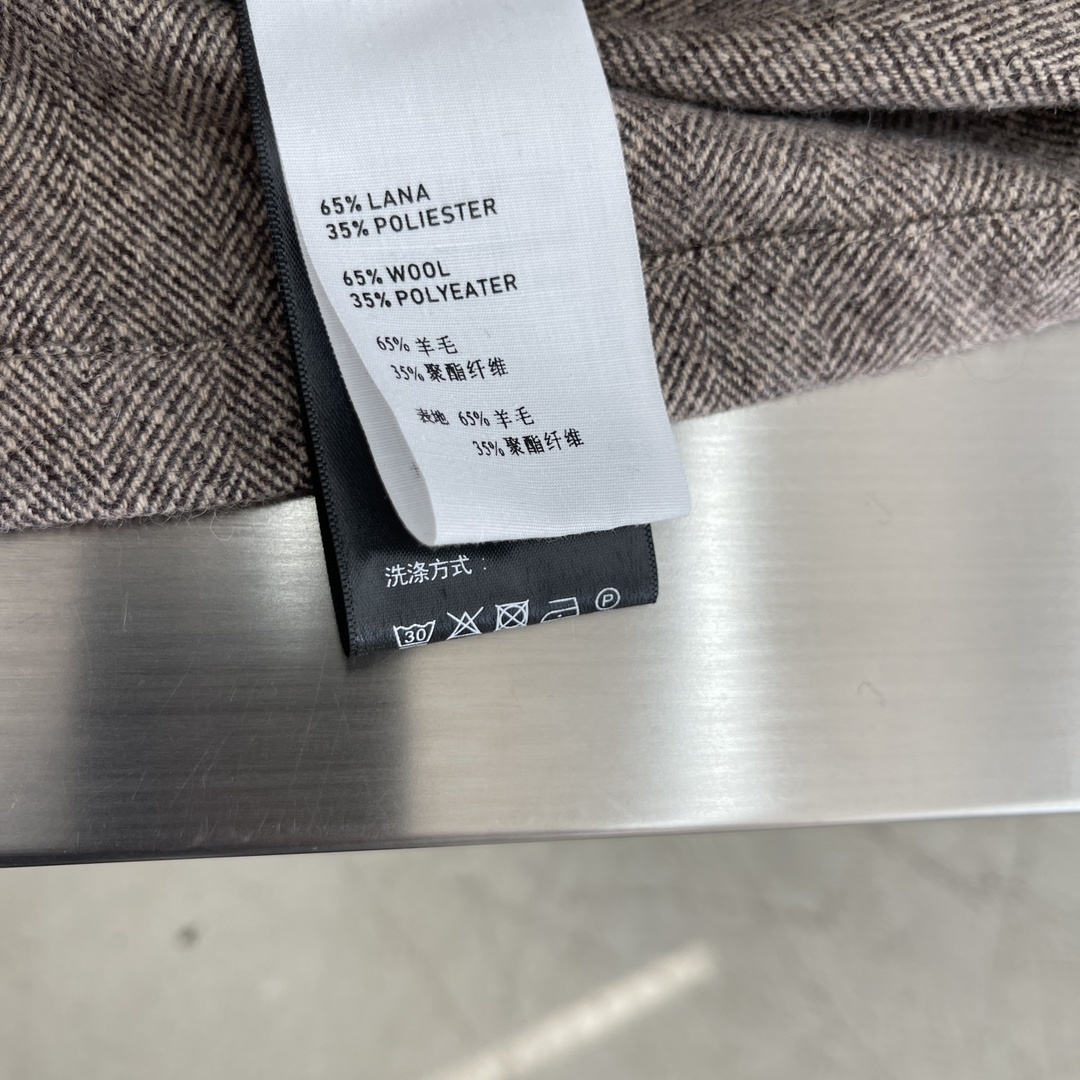 65% LANA
35% POLIESTER
65% WOOL
35% POLYEATER
65% 羊毛
35% 聚酯纤维
表地 65% 羊毛
35% 聚酯纤维
洗涤方式：
30 P